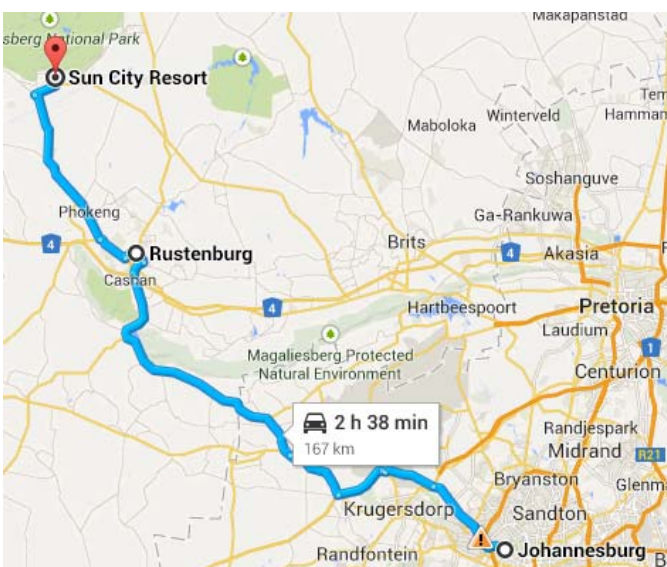 Makapanstad
sberg National Park
Sun City Resort
Tem
Winterveld
Hamman
Maboloka
Soshanguve
Phokeng
Ga-Rankuwa
4
Brits
4
Akasia
Rustenburg
Cashan
4
Hartbeespoort
Pretoria
Laudium
1
Magaliesberg Protected
Natural Environment
Centurion
2 h 38 min
167 km
Randjespark
Midrand
R21
Bryanston
Glenm
Krugersdorp
Sandton
Johannesburg
Randfontein
B